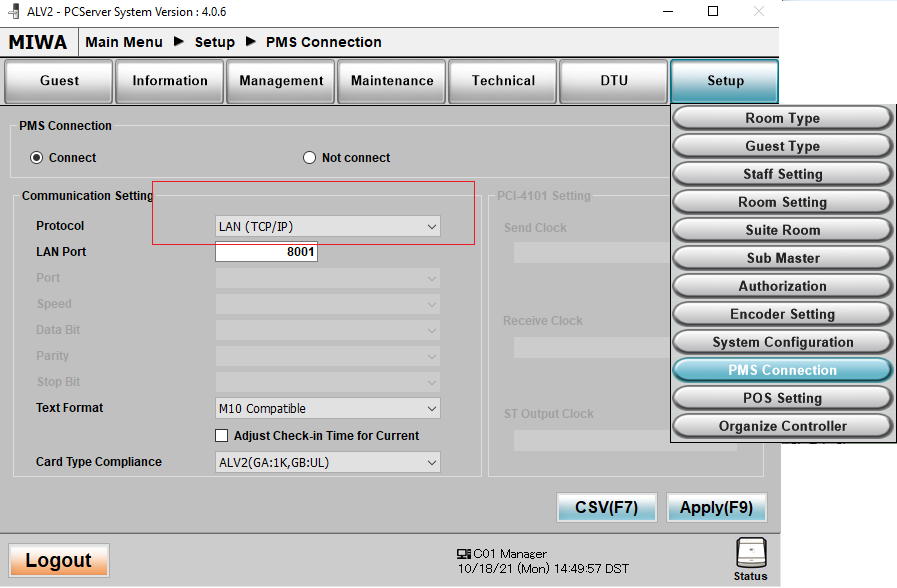 ALV2 - PCServer System Version : 4.0.6
MIWA Main Menu ▶ Setup ▶ PMS Connection
Guest Information Management Maintenance Technical DTU Setup
Room Type
Guest Type
Staff Setting
Room Setting
Suite Room
Sub Master
Authorization
Encoder Setting
System Configuration
PMS Connection
POS Setting
Organize Controller
PMS Connection
Connect Not connect
Communication Setting
Protocol LAN (TCP/IP)
LAN Port 8001
Port
Speed
Data Bit
Parity
Stop Bit
Text Format M10 Compatible
Adjust Check-in Time for Current
Card Type Compliance ALV2(GA:1K,GB:UL)
PCI-4101 Setting
Send Clock
Receive Clock
ST Output Clock
CSV(F7) Apply(F9)
Logout
C01 Manager
10/18/21 (Mon) 14:49:57 DST
Status